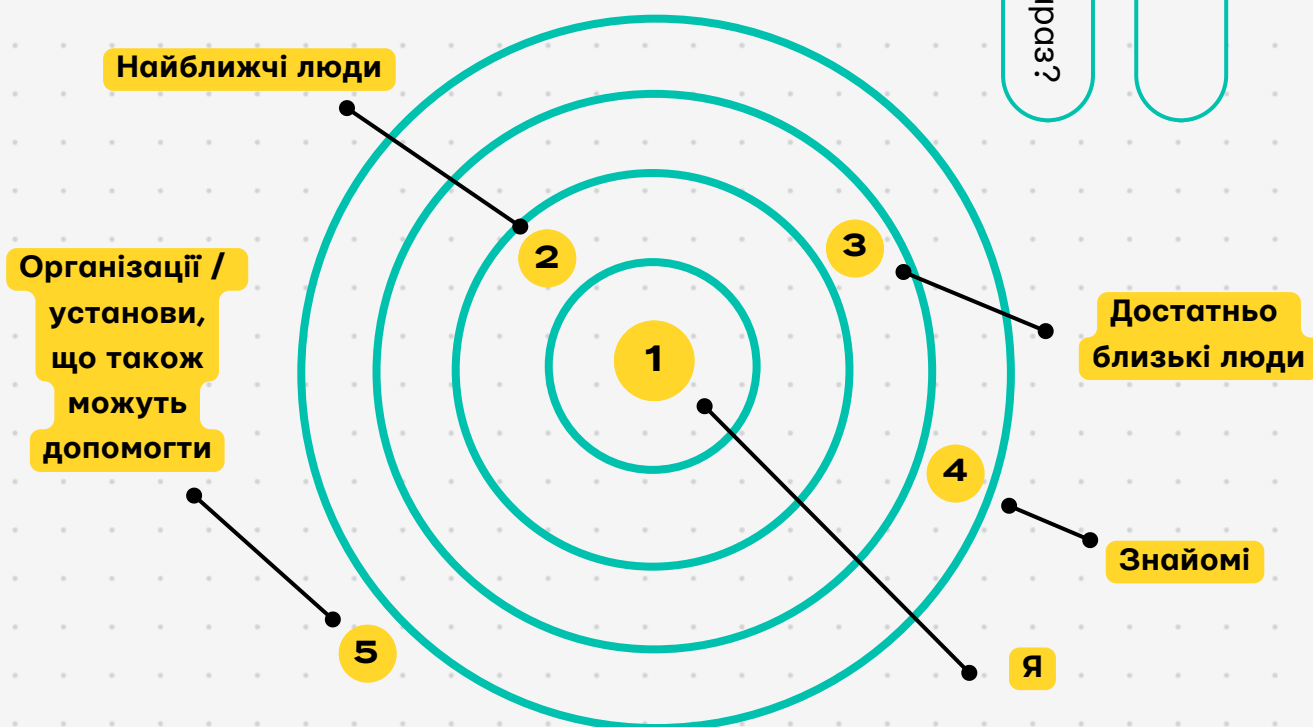 Найближчі люди
2
3
Організації /
установи,
що також
можуть
допомогти
1
Достатньо
близькі люди
4
Знайомі
5
Я